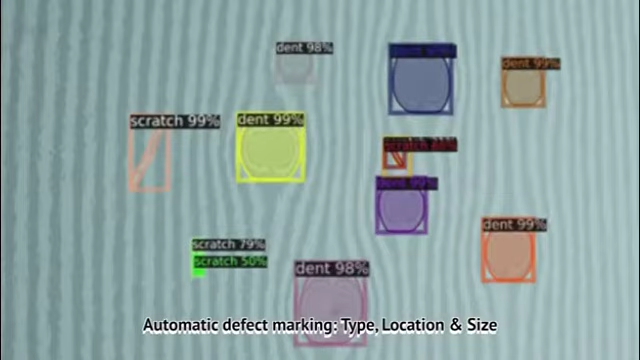 dent 98%
dent 99%
scratch 99%
dent 99%
dent 99%
dent 99%
scratch 79%
scratch 50%
dent 98%
Automatic defect marking: Type, Location & Size